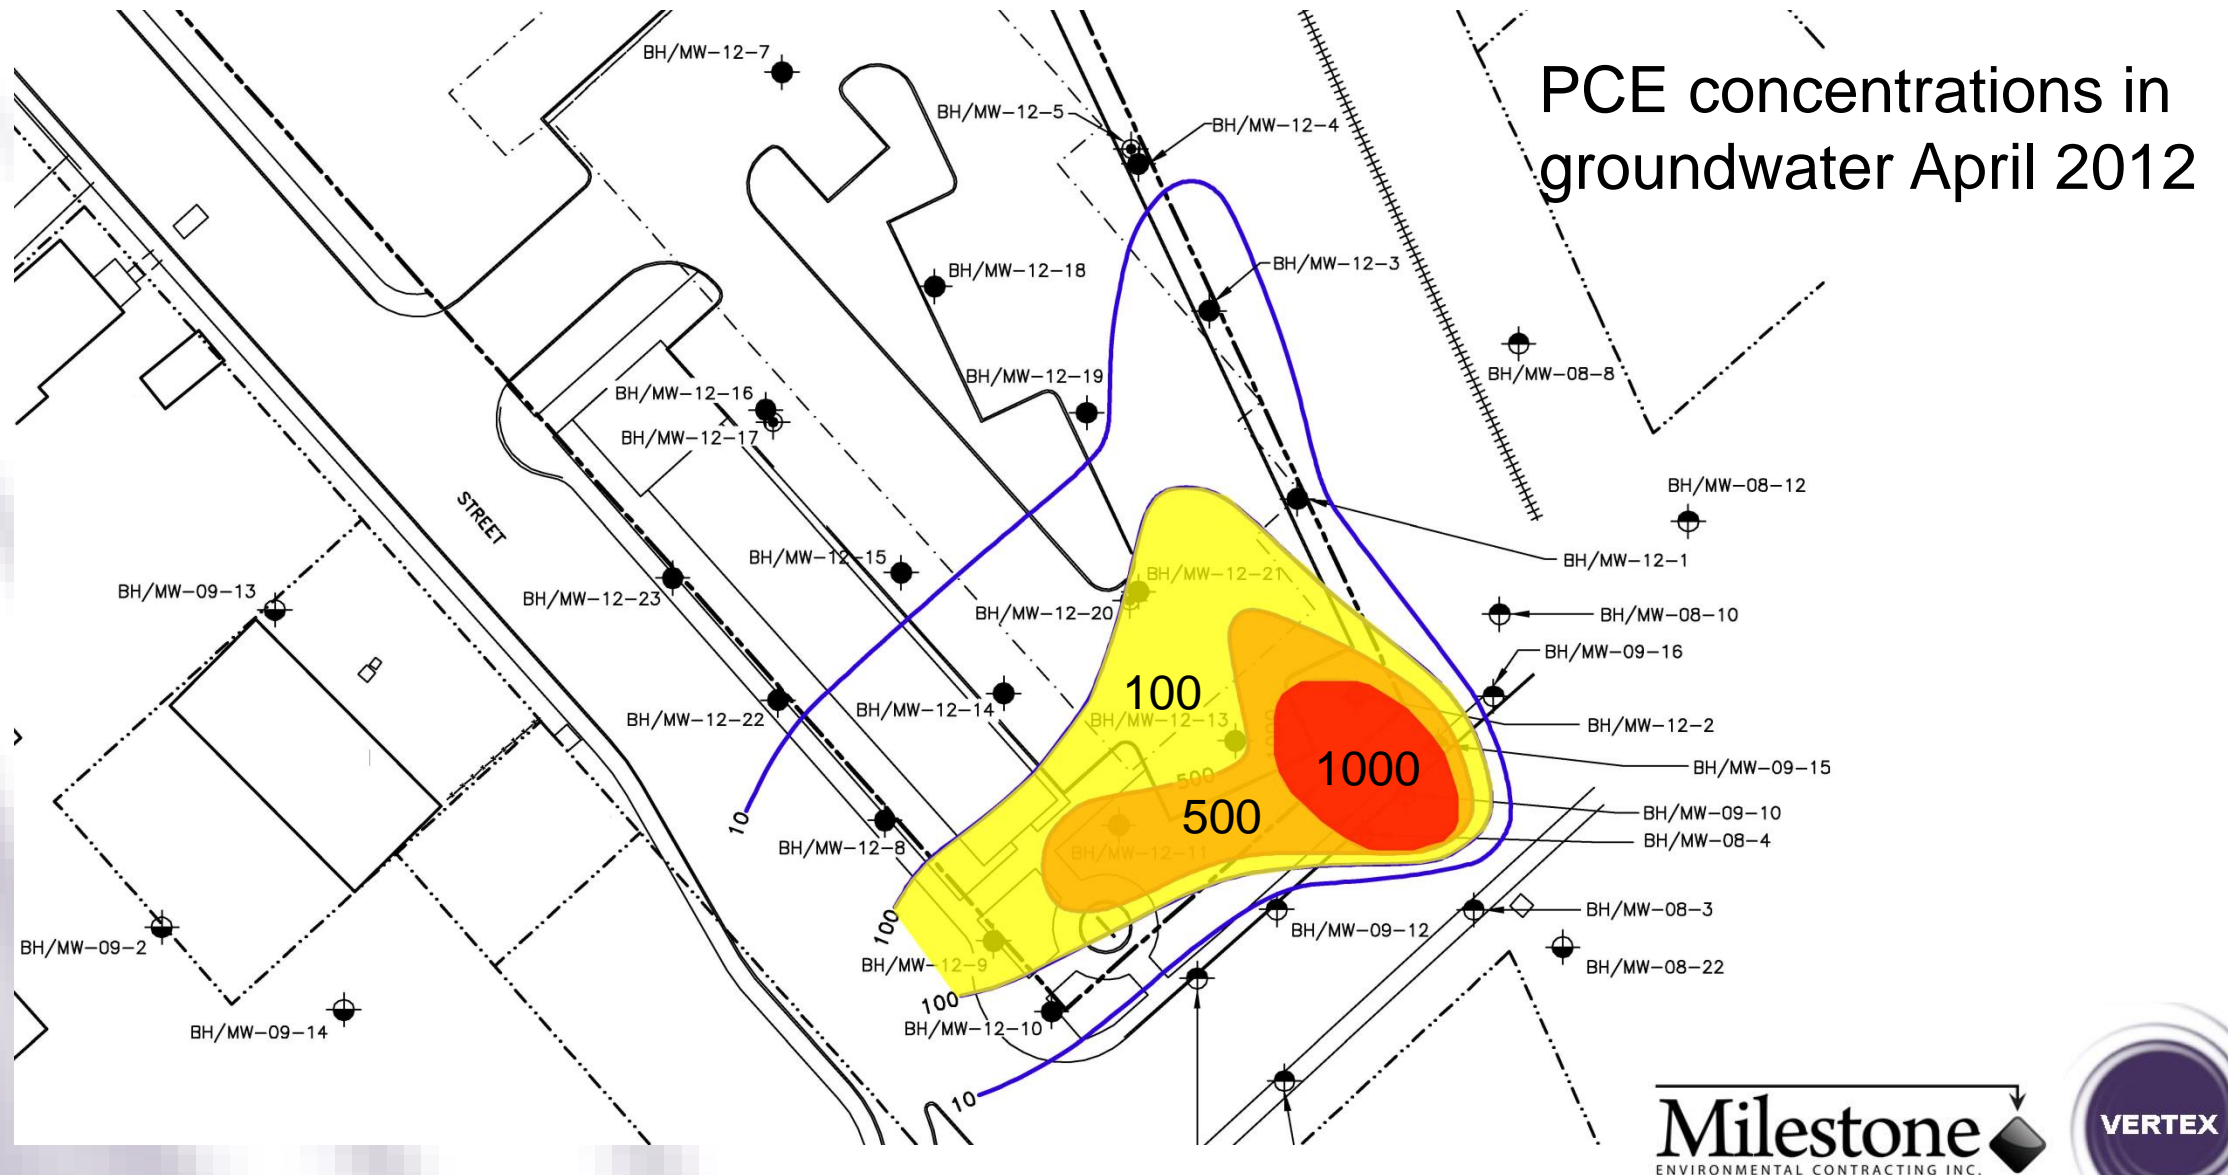 PCE concentrations in
groundwater April 2012
BH/MW-12-7
BH/MW-12-5
BH/MW-12-4
BH/MW-12-18
BH/MW-12-3
BH/MW-08-8
BH/MW-12-19
BH/MW-12-16
BH/MW-12-17
BH/MW-08-12
STREET
BH/MW-12-1
BH/MW-12-15
BH/MW-12-21
BH/MW-09-13
BH/MW-12-23
BH/MW-12-20
BH/MW-08-10
BH/MW-09-16
100
BH/MW-12-14
BH/MW-12-22
BH/MW-12-13
BH/MW-12-2
1000
1000
BH/MW-09-15
500
500
BH/MW-09-10
10
BH/MW-08-4
BH/MW-12-8
BH/MW-12-11
BH/MW-08-3
100
BH/MW-09-12
BH/MW-09-2
BH/MW-12-9
BH/MW-08-22
100
BH/MW-12-10
BH/MW-09-14
10
Milestone
ENVIRONMENTAL CONTRACTING INC.
VERTEX